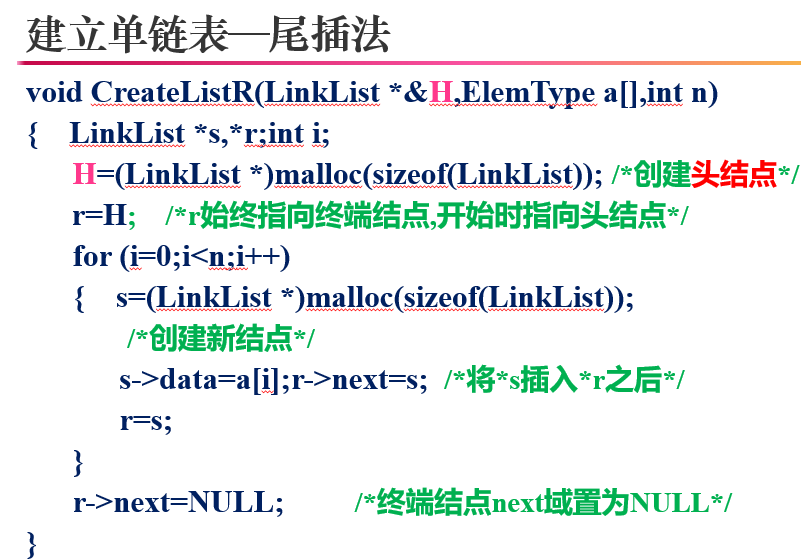 建立单链表—尾插法
void CreateListR(LinkList *&H,ElemType a[],int n)
{ LinkList *s,*r;int i;
H=(LinkList *)malloc(sizeof(LinkList)); /*创建头结点*/
r=H; /*r始终指向终端结点,开始时指向头结点*/
for (i=0;i<n;i++)
{ s=(LinkList *)malloc(sizeof(LinkList));
/*创建新结点*/
s->data=a[i];r->next=s; /*将*s插入*r之后*/
r=s;
}
r->next=NULL; /*终端结点next域置为NULL*/
}